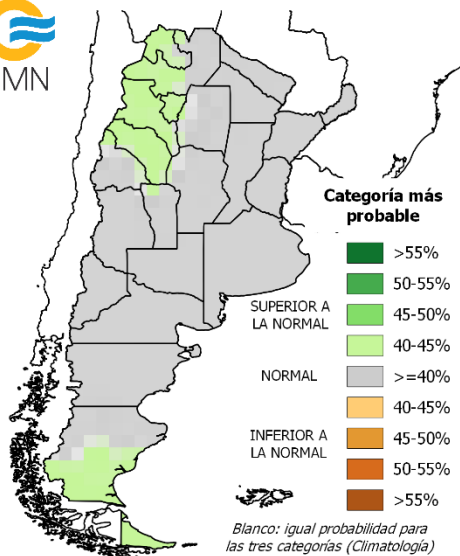 MN
Categoría más
probable
>55%
50-55%
SUPERIOR A
LA NORMAL
45-50%
40-45%
NORMAL
>=40%
40-45%
INFERIOR A
LA NORMAL
45-50%
50-55%
>55%
Blanco: igual probabilidad para
las tres categorías (Climatología)